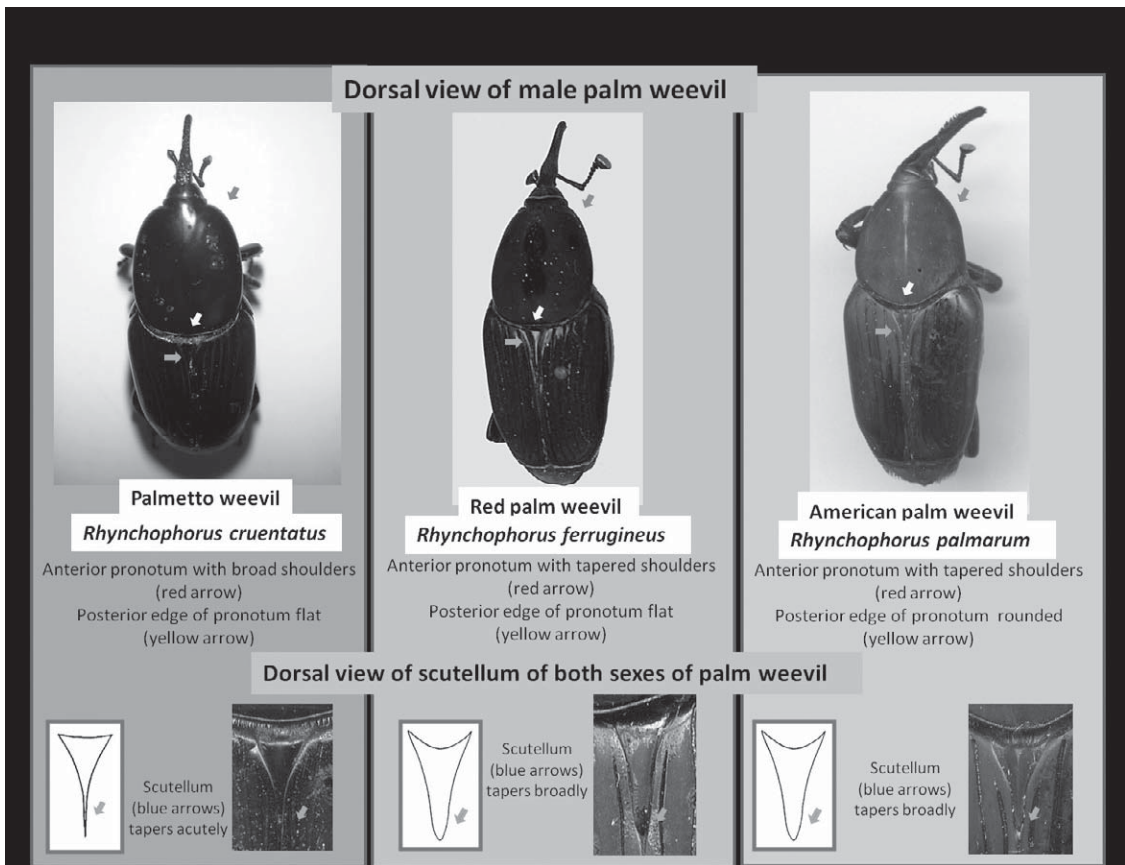 Dorsal view of male palm weevil
Palmetto weevil
Rhynchophorus cruentatus
Anterior pronotum with broad shoulders
(red arrow)
Posterior edge of pronotum flat
(yellow arrow)
Red palm weevil
Rhynchophorus ferrugineus
Anterior pronotum with tapered shoulders
(red arrow)
Posterior edge of pronotum flat
(yellow arrow)
American palm weevil
Rhynchophorus palmarum
Anterior pronotum with tapered shoulders
(red arrow)
Posterior edge of pronotum rounded
(yellow arrow)
Dorsal view of scutellum of both sexes of palm weevil
Scutellum
(blue arrows)
tapers acutely
Scutellum
(blue arrows)
tapers broadly
Scutellum
(blue arrows)
tapers broadly